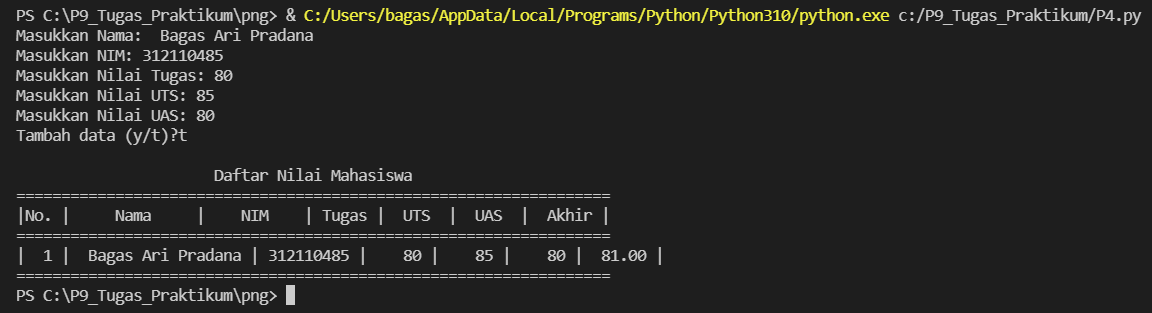 PS C:\P9_Tugas_Praktikum\png> & C:/Users/bagas/AppData/Local/Programs/Python/Python310/python.exe c:/P9_Tugas_Praktikum/P4.py
Masukkan Nama:  Bagas Ari Pradana
Masukkan NIM: 312110485
Masukkan Nilai Tugas: 80
Masukkan Nilai UTS: 85
Masukkan Nilai UAS: 80
Tambah data (y/t)?t
                      Daftar Nilai Mahasiswa
==================================================================
|No. |     Nama     |    NIM    | Tugas |  UTS  |  UAS  |  Akhir |
==================================================================
|  1 |  Bagas Ari Pradana | 312110485 |    80 |    85 |    80 |  81.00 |
==================================================================
PS C:\P9_Tugas_Praktikum\png>